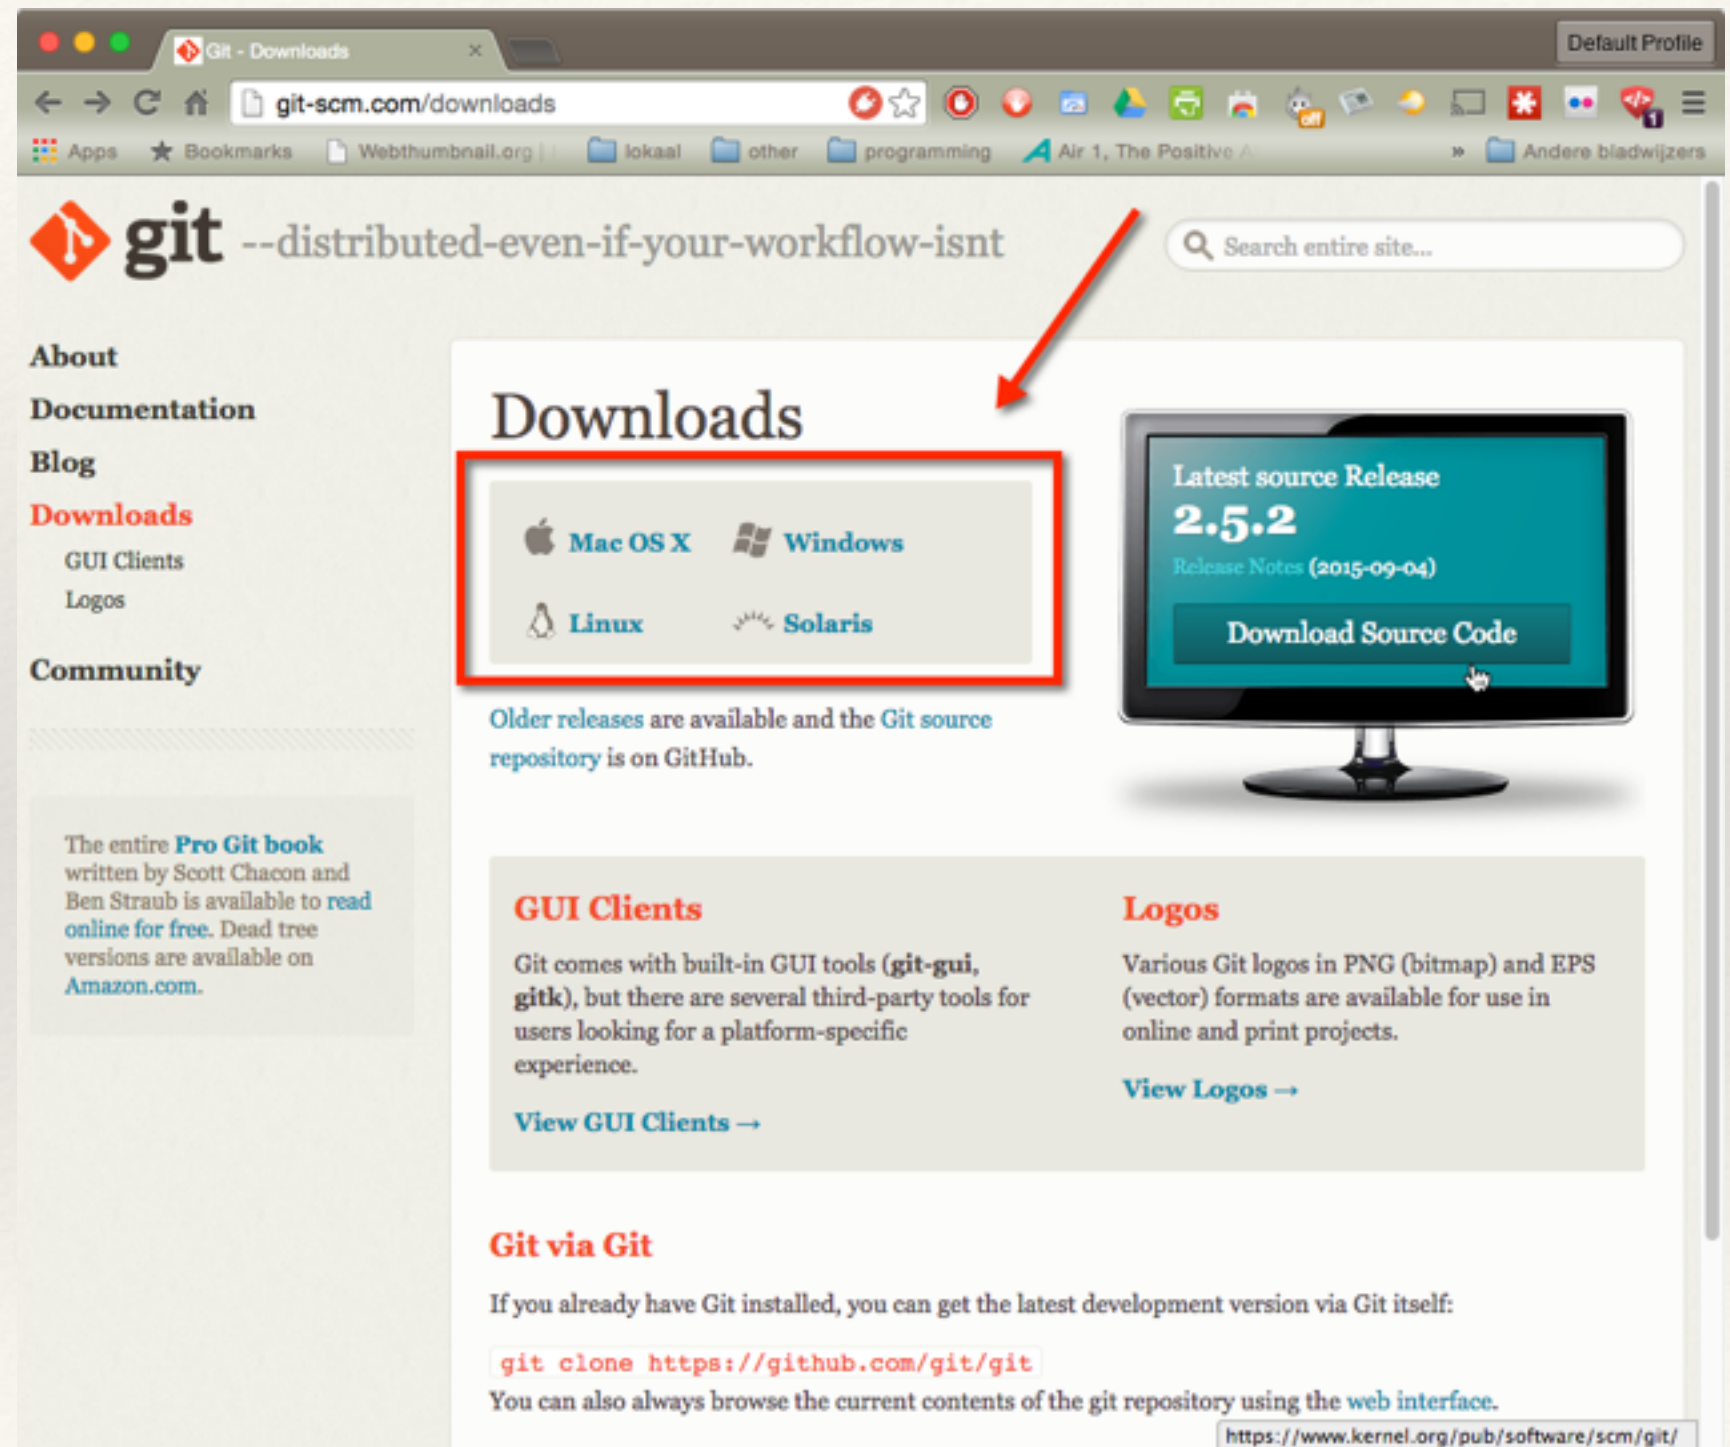 Git - Downloads
Default Profile
git-scm.com/downloads
off
1
Apps
Bookmarks
Webthumbnail.org |
lokaal
other
programming
Air 1, The Positive
»
Andere bladwijzers
git --distributed-even-if-your-workflow-isnt
Search entire site...
About
Documentation
Blog
Downloads
GUI Clients
Logos
Community
The entire Pro Git book
written by Scott Chacon and
Ben Straub is available to read
online for free. Dead tree
versions are available on
Amazon.com.
Downloads
Mac OS X
Windows
Linux
Solaris
Older releases are available and the Git source
repository is on GitHub.
Latest source Release
2.5.2
Release Notes (2015-09-04)
Download Source Code
GUI Clients
Git comes with built-in GUI tools (git-gui,
gitk), but there are several third-party tools for
users looking for a platform-specific
experience.
View GUI Clients →
Logos
Various Git logos in PNG (bitmap) and EPS
(vector) formats are available for use in
online and print projects.
View Logos →
Git via Git
If you already have Git installed, you can get the latest development version via Git itself:
git clone https://github.com/git/git
You can also always browse the current contents of the git repository using the web interface.
https://www.kernel.org/pub/software/scm/git/